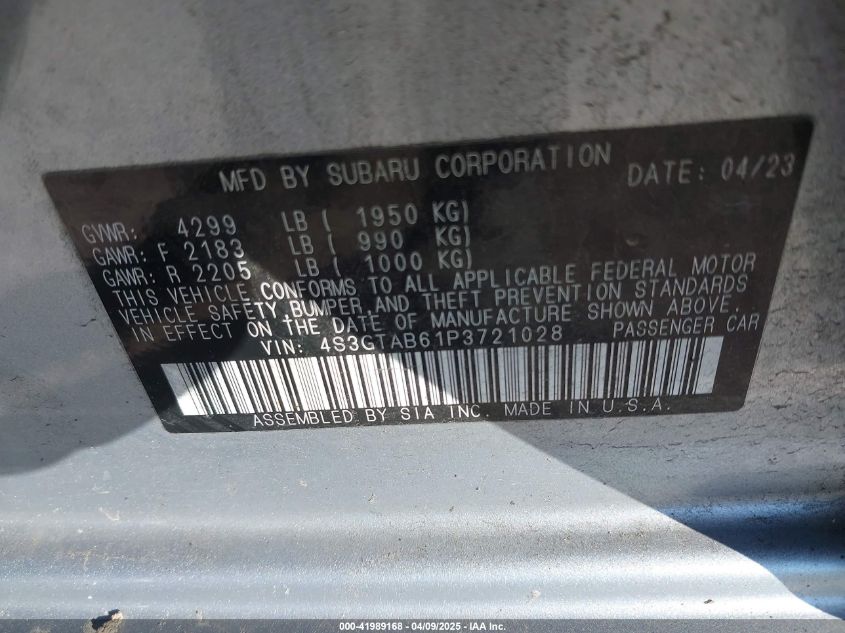 MFD BY SUBARU CORPORATION DATE: 04/23
GVWR: 4299 LB ( 1950 KG)
GAWR: F 2183 LB ( 990 KG)
GAWR: R 2205 LB ( 1000 KG)
THIS VEHICLE CONFORMS TO ALL APPLICABLE FEDERAL MOTOR
VEHICLE SAFETY, BUMPER, AND THEFT PREVENTION STANDARDS
IN EFFECT ON THE DATE OF MANUFACTURE SHOWN ABOVE.
VIN: 4S3GTAB61P3721028 PASSENGER CAR
ASSEMBLED BY SIA INC. MADE IN U.S.A.
000-41989168 - 04/09/2025 - IAA Inc.